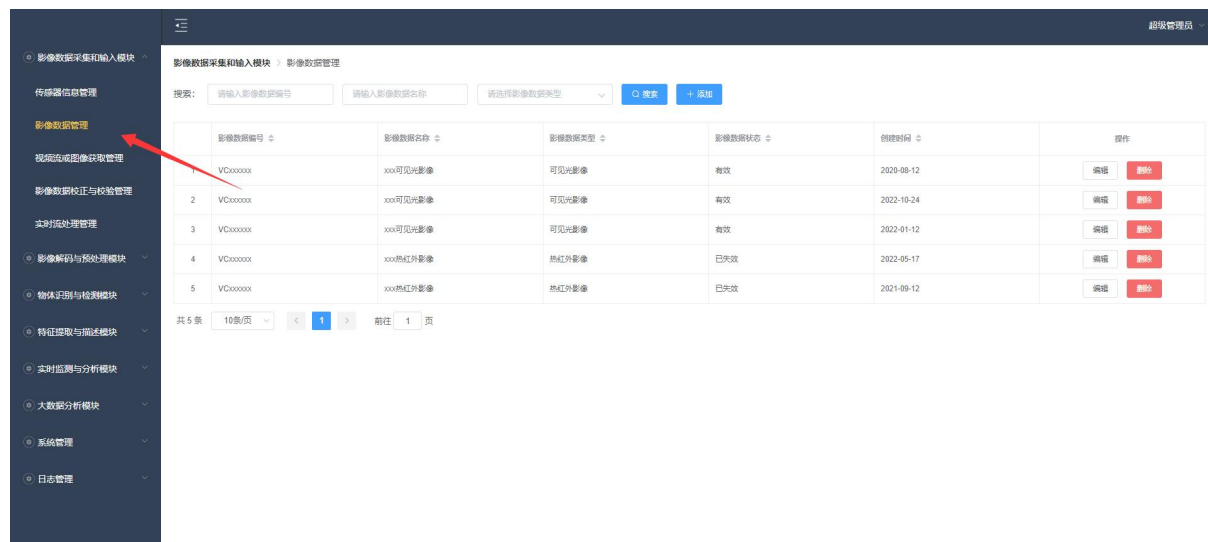 超级管理员
影像数据采集和输入模块
传感器信息管理
影像数据管理
视频流或图像获取管理
影像数据校正与校验管理
实时流处理管理
影像解码与预处理模块
物体识别与检测模块
特征提取与描述模块
实时监测与分析模块
大数据分析模块
系统管理
日志管理
影像数据采集和输入模块 > 影像数据管理
搜索: 请输入影像数据编号 请输入影像数据名称 请选择影像数据类型 搜索 + 添加
影像数据编号 影像数据名称 影像数据类型 影像数据状态 创建时间 操作
1 VCxxxxxx xxx可见光影像 可见光影像 有效 2020-08-12 编辑 删除
2 VCxxxxxx xxx可见光影像 可见光影像 有效 2022-10-24 编辑 删除
3 VCxxxxxx xxx可见光影像 可见光影像 有效 2022-01-12 编辑 删除
4 VCxxxxxx xxx热红外影像 热红外影像 已失效 2022-05-17 编辑 删除
5 VCxxxxxx xxx热红外影像 热红外影像 已失效 2021-09-12 编辑 删除
共 5 条 10条/页 < 1 > 前往 1 页